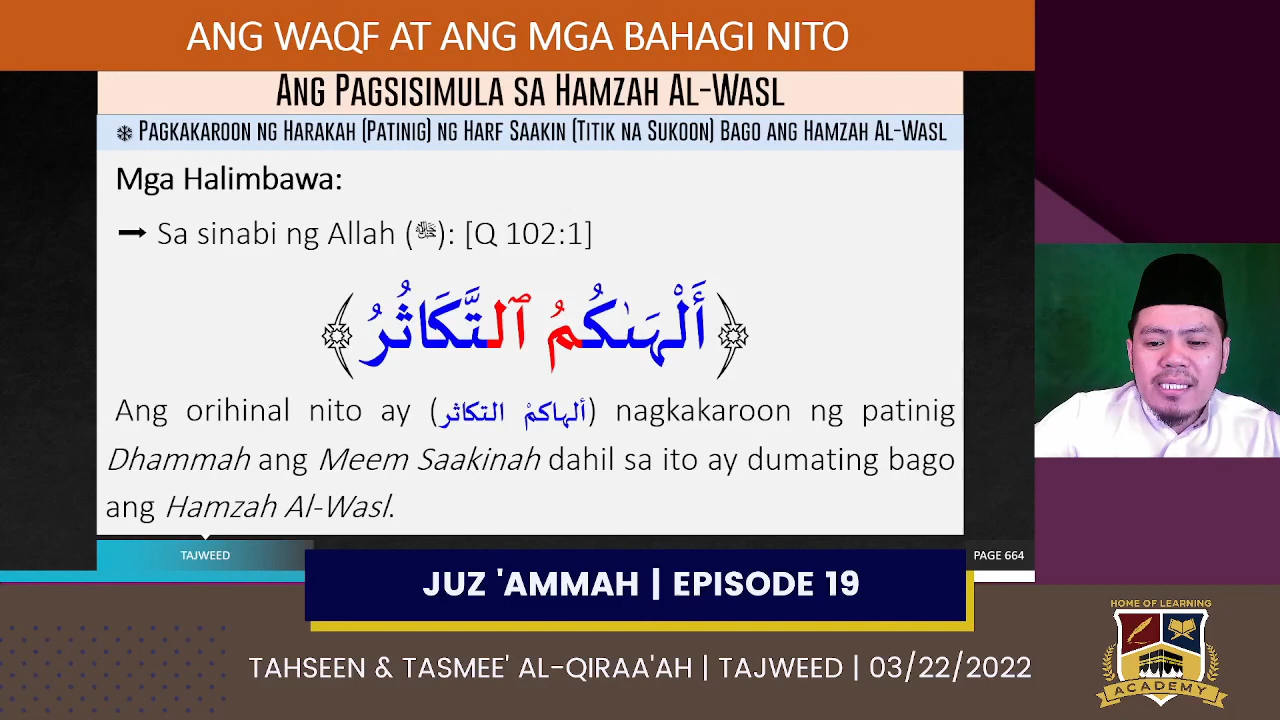 ANG WAQF AT ANG MGA BAHAGI NITO
ANG PAGSISIMULA SA HAMZAH AL-WASL
❄ PAGKAKAROON NG HARAKAH (PATINIG) NG HARF SAAKIN (TITIK NA SUKOON) BAGO ANG HAMZAH AL-WASL
Mga Halimbawa:
→ Sa sinabi ng Allah (ﷻ): [Q 102:1]
﴿أَلْهَىٰكُمُ ٱلتَّكَاثُرُ﴾
Ang orihinal nito ay (ألهاكمْ التكاثر) nagkakaroon ng patinig
Dhammah ang Meem Saakinah dahil sa ito ay dumating bago
ang Hamzah Al-Wasl.
TAJWEED
PAGE 664
JUZ 'AMMAH | EPISODE 19
TAHSEEN & TASMEE' AL-QIRAA'AH | TAJWEED | 03/22/2022
HOME OF LEARNING
ACADEMY